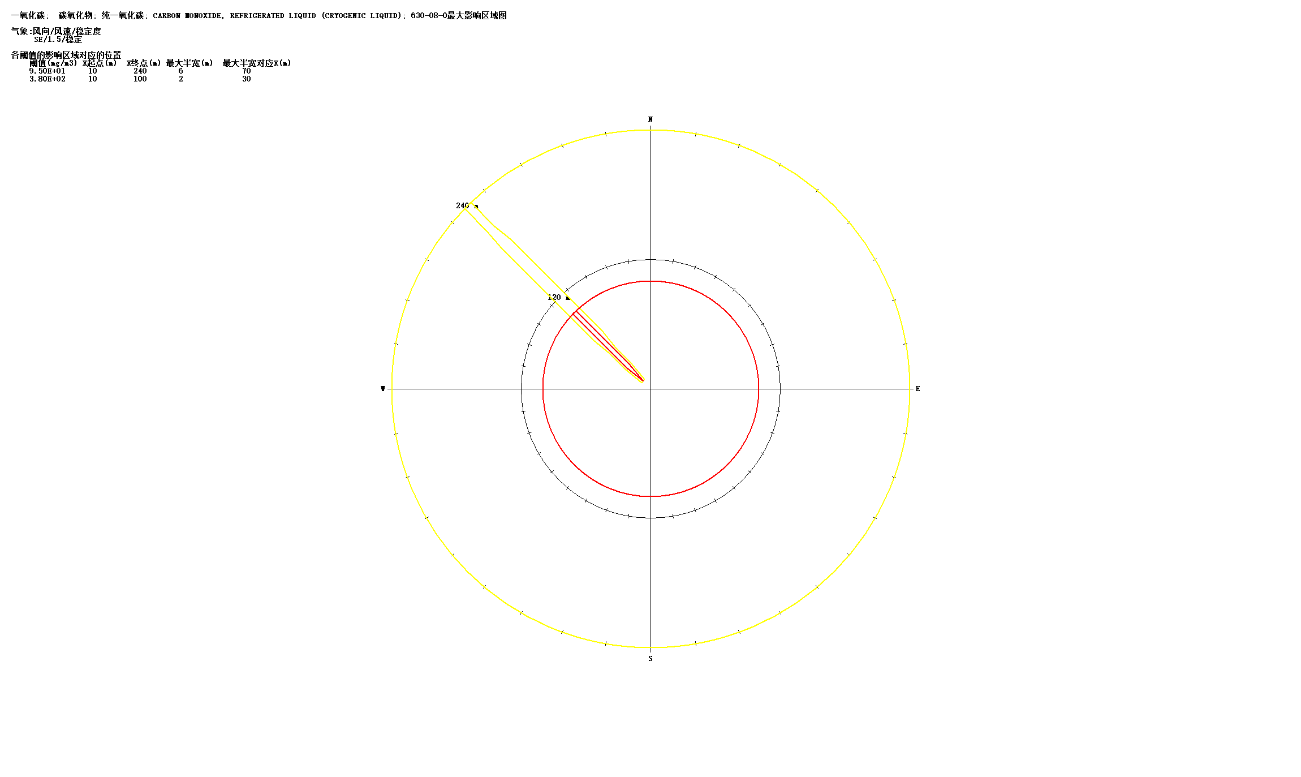 一氧化碳; 碳氧化物; 纯一氧化碳; CARBON MONOXIDE, REFRIGERATED LIQUID (CRYOGENIC LIQUID); 630-08-0最大影响区域图
气象:风向/风速/稳定度
SE/1.5/稳定
各阈值的影响区域对应的位置
阈值(mg/m3) X起点(m) X终点(m) 最大半宽(m) 最大半宽对应X(m)
9.50E+01 10 240 6 70
3.80E+02 10 100 2 30
N
240 m
120 m
W
E
S